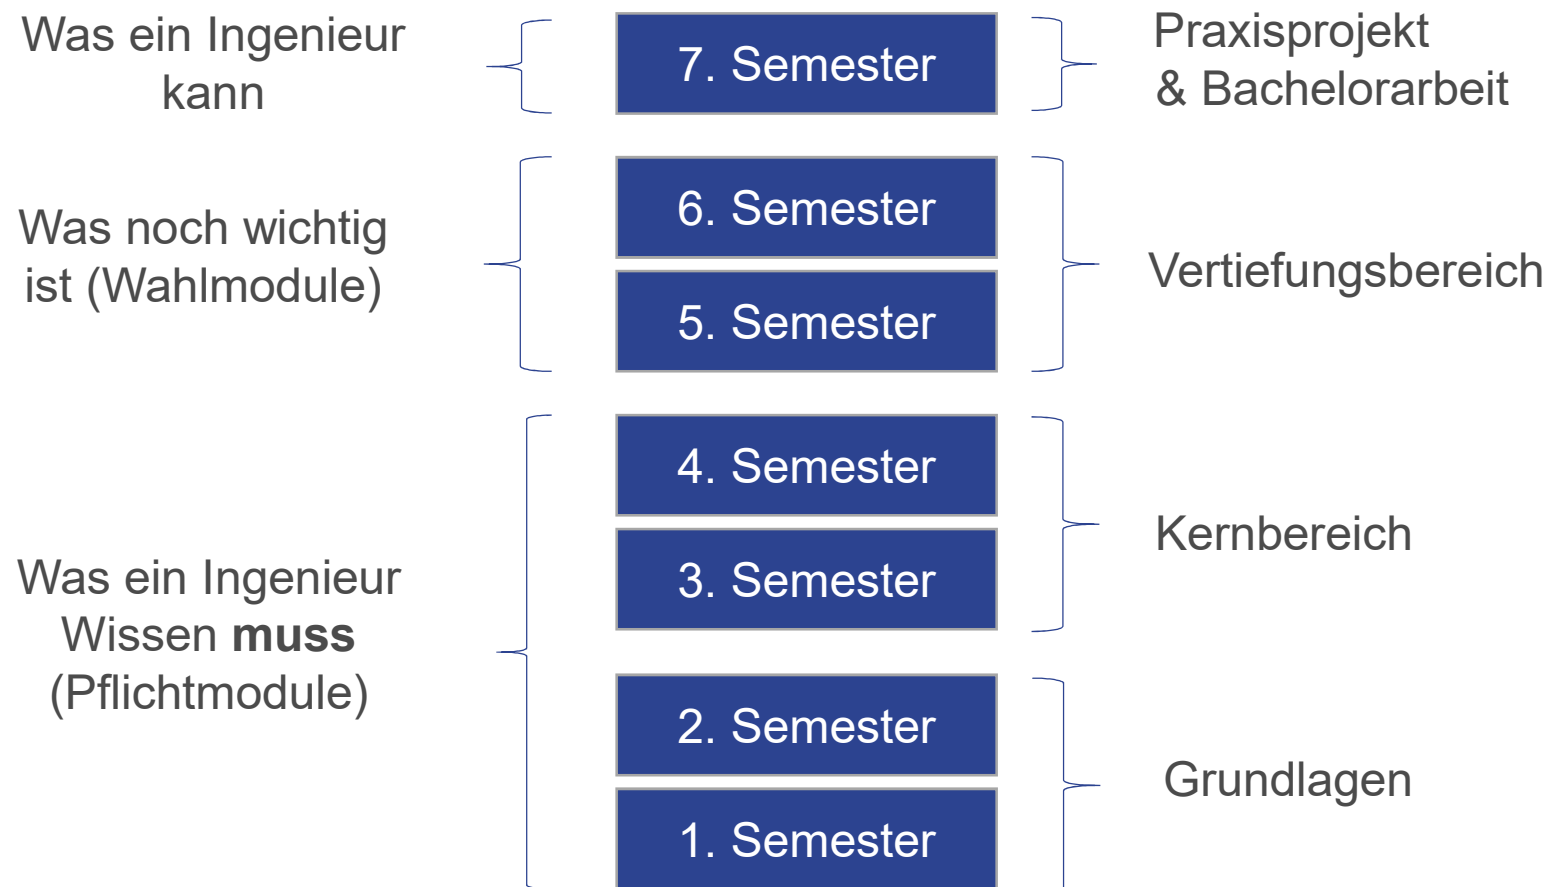 Was ein Ingenieur
kann
7. Semester
Praxisprojekt
& Bachelorarbeit
Was noch wichtig
ist (Wahlmodule)
6. Semester
5. Semester
Vertiefungsbereich
Was ein Ingenieur
Wissen muss
(Pflichtmodule)
4. Semester
3. Semester
Kernbereich
2. Semester
1. Semester
Grundlagen